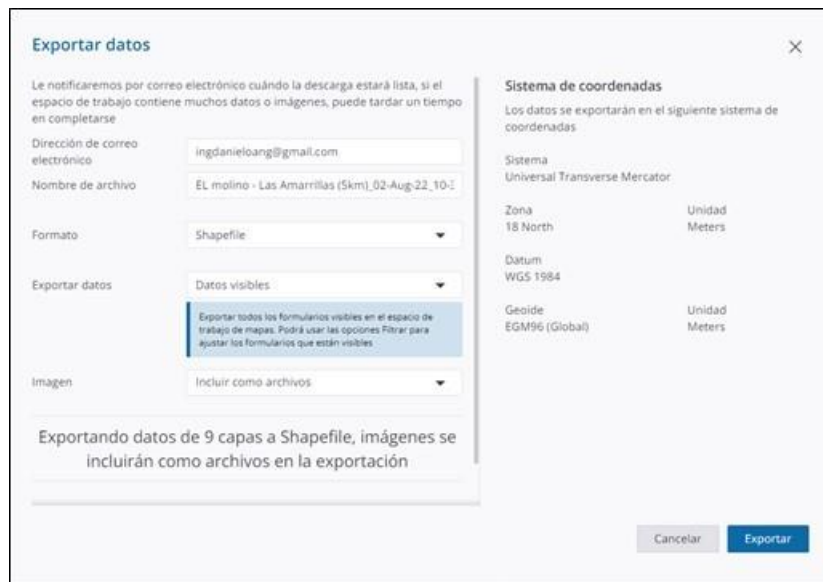 Exportar datos
Le notificaremos por correo electrónico cuándo la descarga estará lista, si el
espacio de trabajo contiene muchos datos o imágenes, puede tardar un tiempo
en completarse
Dirección de correo
electrónico
ingdanieloang@gmail.com
Nombre de archivo
EL molino - Las Amarrillas (5km)_02-Aug-22_10-3
Formato
Shapefile
Exportar datos
Datos visibles
Exportar todos los formularios visibles en el espacio de
trabajo de mapas. Podrá usar las opciones Filtrar para
ajustar los formularios que están visibles
Imagen
Incluir como archivos
Exportando datos de 9 capas a Shapefile, imágenes se
incluirán como archivos en la exportación
Sistema de coordenadas
Los datos se exportarán en el siguiente sistema de
coordenadas
Sistema
Universal Transverse Mercator
Zona Unidad
18 North Meters
Datum
WGS 1984
Geoide Unidad
EGM96 (Global) Meters
Cancelar Exportar